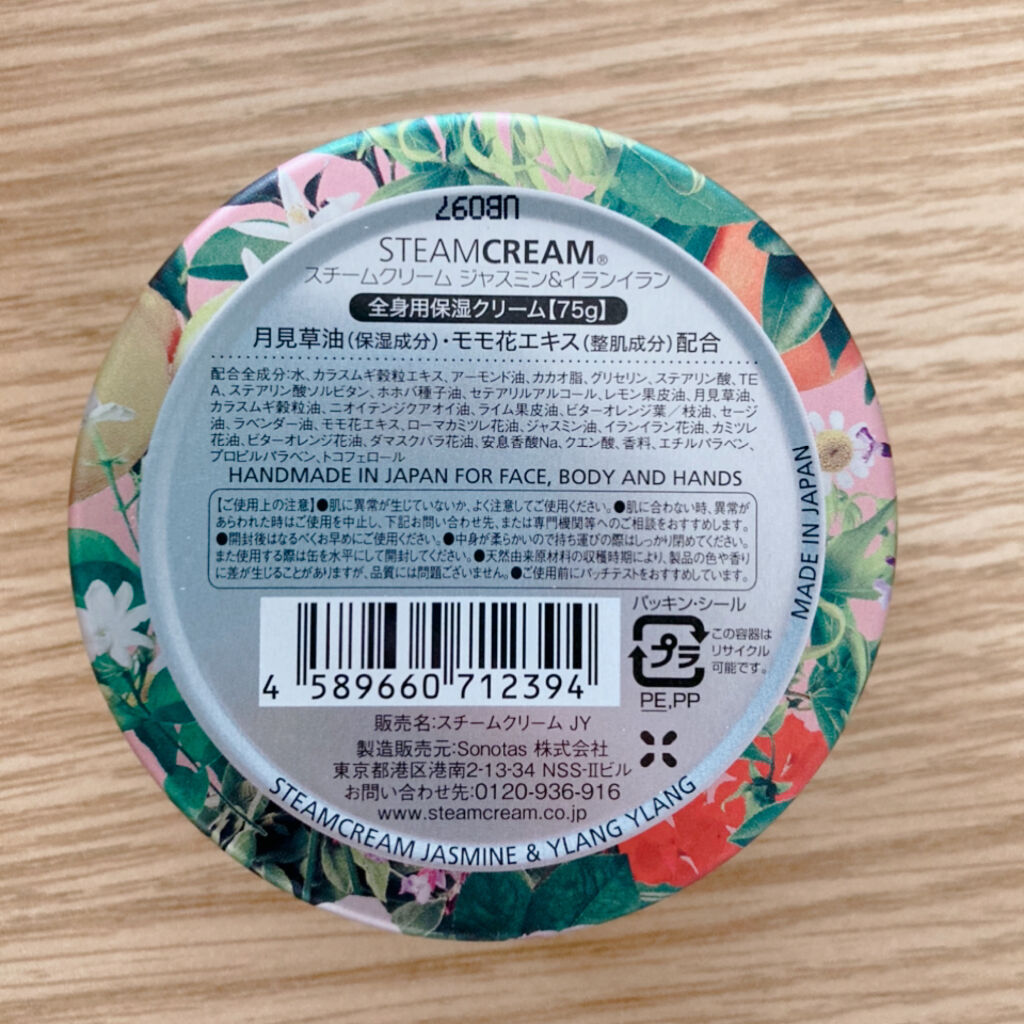 UB097
STEAMCREAM®
スチームクリーム ジャスミン&イランイラン
全身用保湿クリーム【75g】
月見草油(保湿成分)・モモ花エキス(整肌成分)配合
配合全成分:水、カラスムギ穀粒エキス、アーモンド油、カカオ脂、グリセリン、ステアリン酸、TE
A、ステアリン酸ソルビタン、ホホバ種子油、セテアリルアルコール、レモン果皮油、月見草油、
カラスムギ穀粒油、ニオイテンジクアオイ油、ライム果皮油、ビターオレンジ葉/枝油、セージ
油、ラベンダー油、モモ花エキス、ローマカミツレ花油、ジャスミン油、イランイラン花油、カミツレ
花油、ビターオレンジ花油、ダマスクバラ花油、安息香酸Na、クエン酸、香料、エチルパラベン、
プロピルパラベン、トコフェロール
HANDMADE IN JAPAN FOR FACE, BODY AND HANDS
【ご使用上の注意】●肌に異常が生じていないか、よく注意してご使用ください。●肌に合わない時、異常が
あらわれた時はご使用を中止し、下記お問い合わせ先、または専門機関等へのご相談をおすすめします。
●開封後はなるべくお早めにご使用ください。●中身が柔らかいので持ち運びの際はしっかり閉めてください。
また使用する際は缶を水平にして開封してください。●天然由来原材料の収穫時期により、製品の色や香り
に差が生じることがありますが、品質には問題ございません。●ご使用前にパッチテストをおすすめしています。
MADE IN JAPAN
パッキン・シール
プラ
この容器は
リサイクル
可能です。
PE,PP
4 589660 712394
販売名:スチームクリーム JY
製造販売元:Sonotas 株式会社
東京都港区港南2-13-34 NSS-IIビル
お問い合わせ先:0120-936-916
www.steamcream.co.jp
STEAMCREAM JASMINE & YLANG YLANG